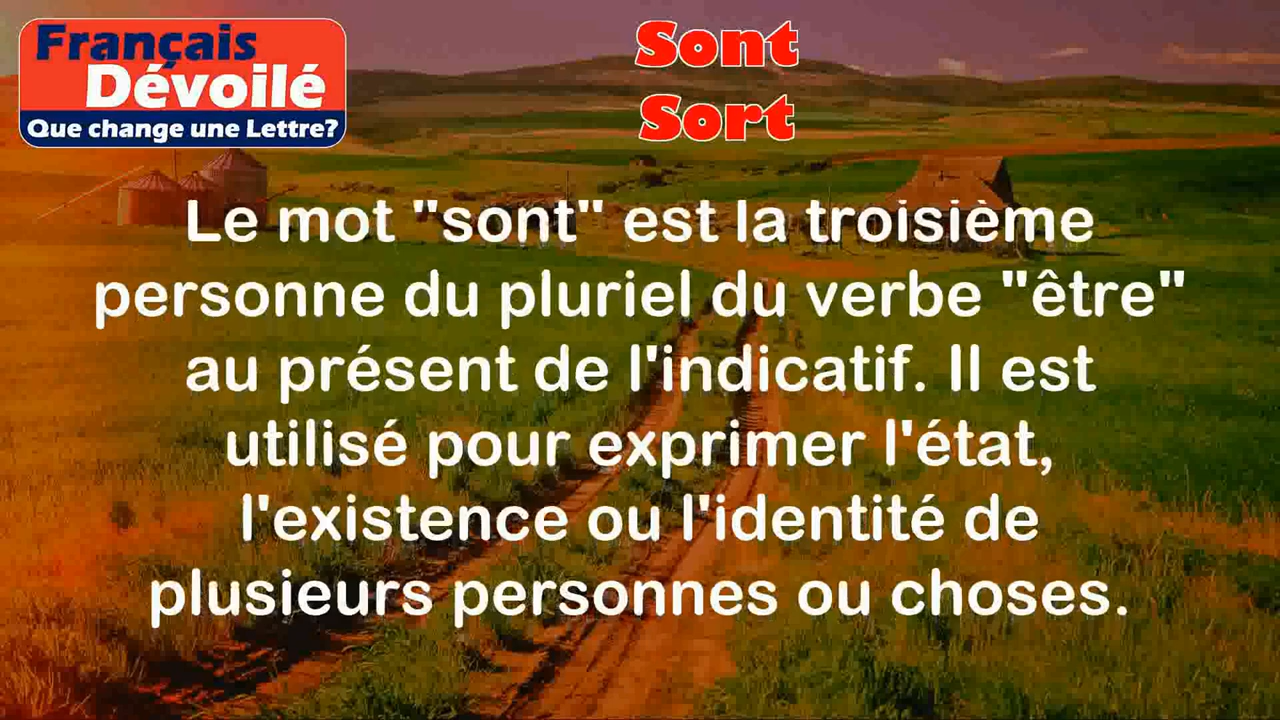 Français
Dévoilé
Que change une Lettre?
Sont
Sort
Le mot "sont" est la troisième
personne du pluriel du verbe "être"
au présent de l'indicatif. Il est
utilisé pour exprimer l'état,
l'existence ou l'identité de
plusieurs personnes ou choses.